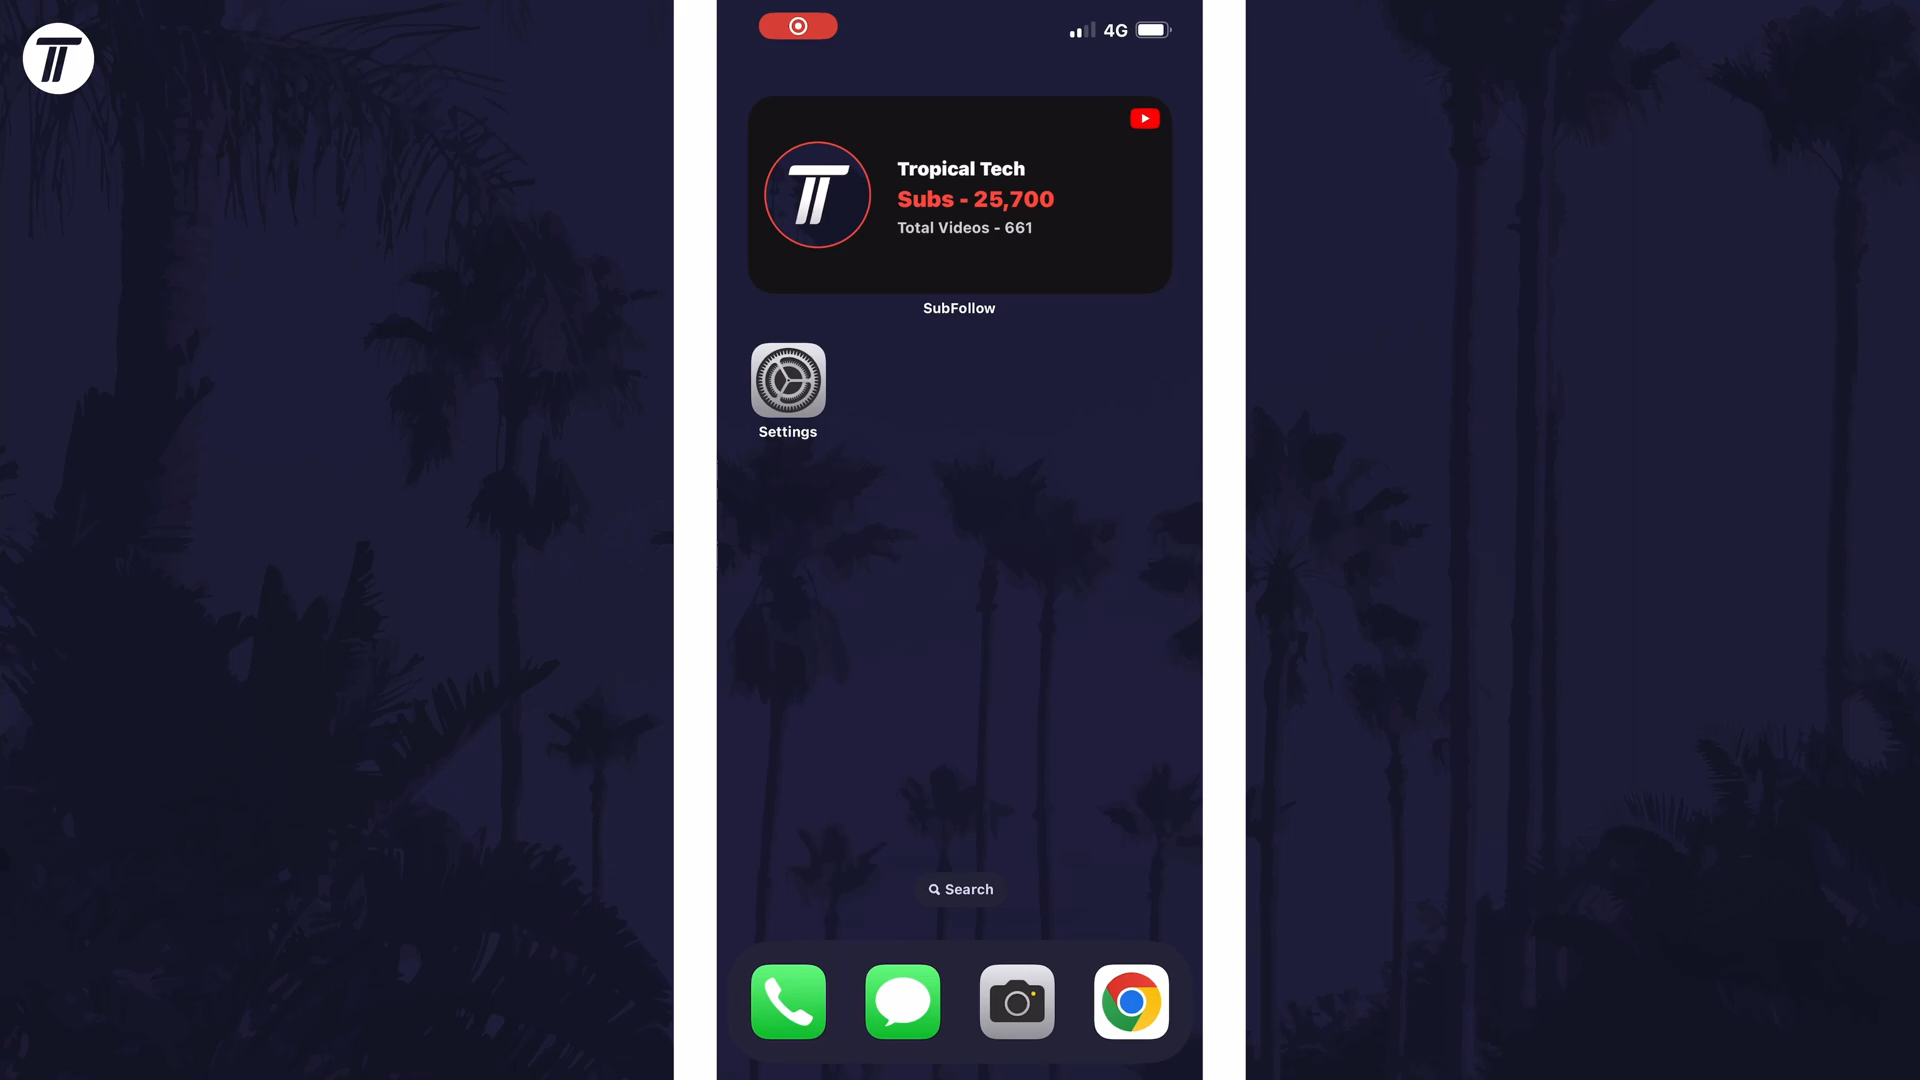 4G
Tropical Tech
Subs - 25,700
Total Videos - 661
SubFollow
Settings
Search